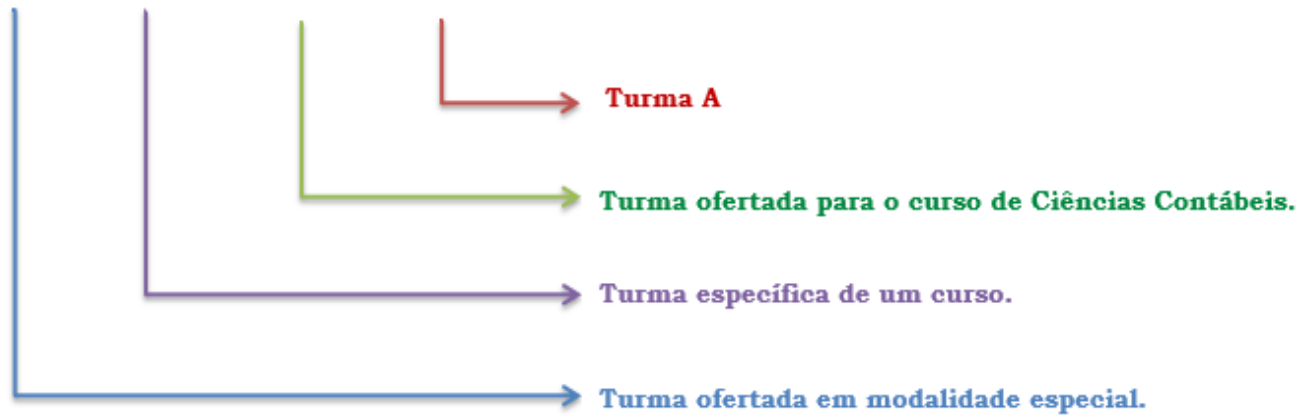 Turma A
Turma ofertada para o curso de Ciências Contábeis.
Turma específica de um curso.
Turma ofertada em modalidade especial.